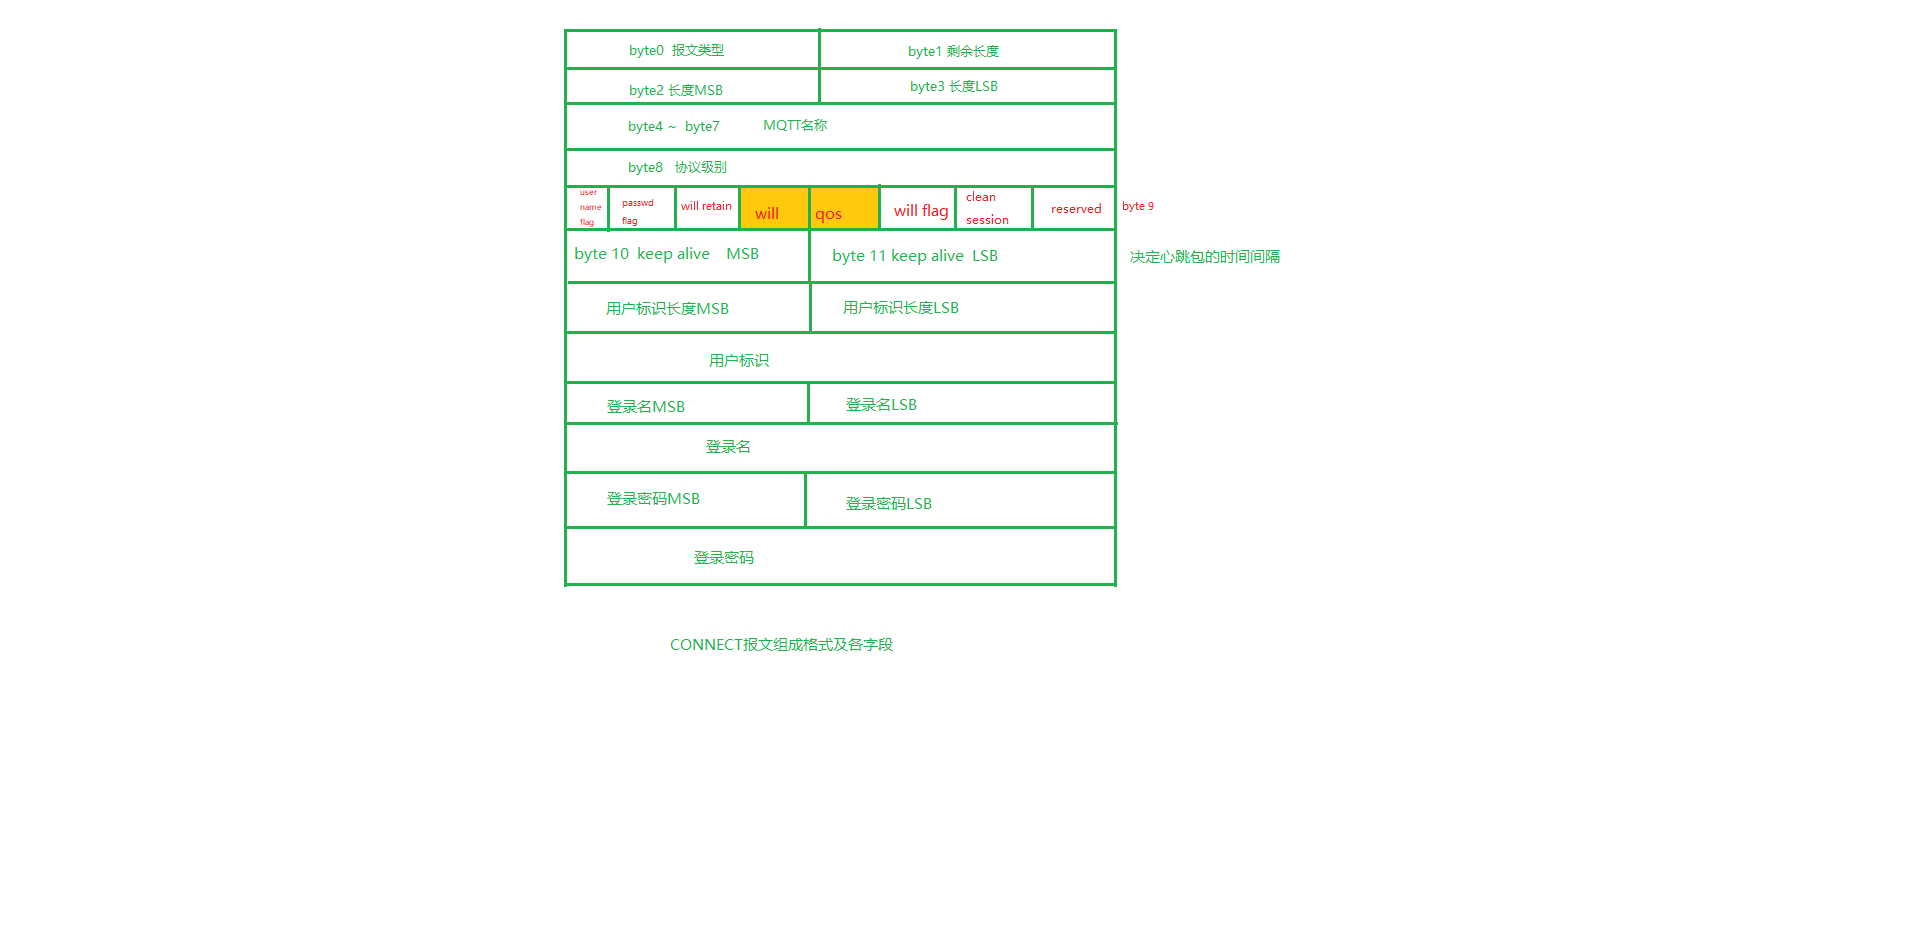 byte0 报文类型
byte1 剩余长度
byte2 长度MSB
byte3 长度LSB
byte4 ~ byte7 MQTT名称
byte8 协议级别
user
name
flag
passwd
flag
will retain
will
qos
will flag
clean
session
reserved
byte 9
byte 10 keep alive MSB
byte 11 keep alive LSB
决定心跳包的时间间隔
用户标识长度MSB
用户标识长度LSB
用户标识
登录名MSB
登录名LSB
登录名
登录密码MSB
登录密码LSB
登录密码
CONNECT报文组成格式及各字段